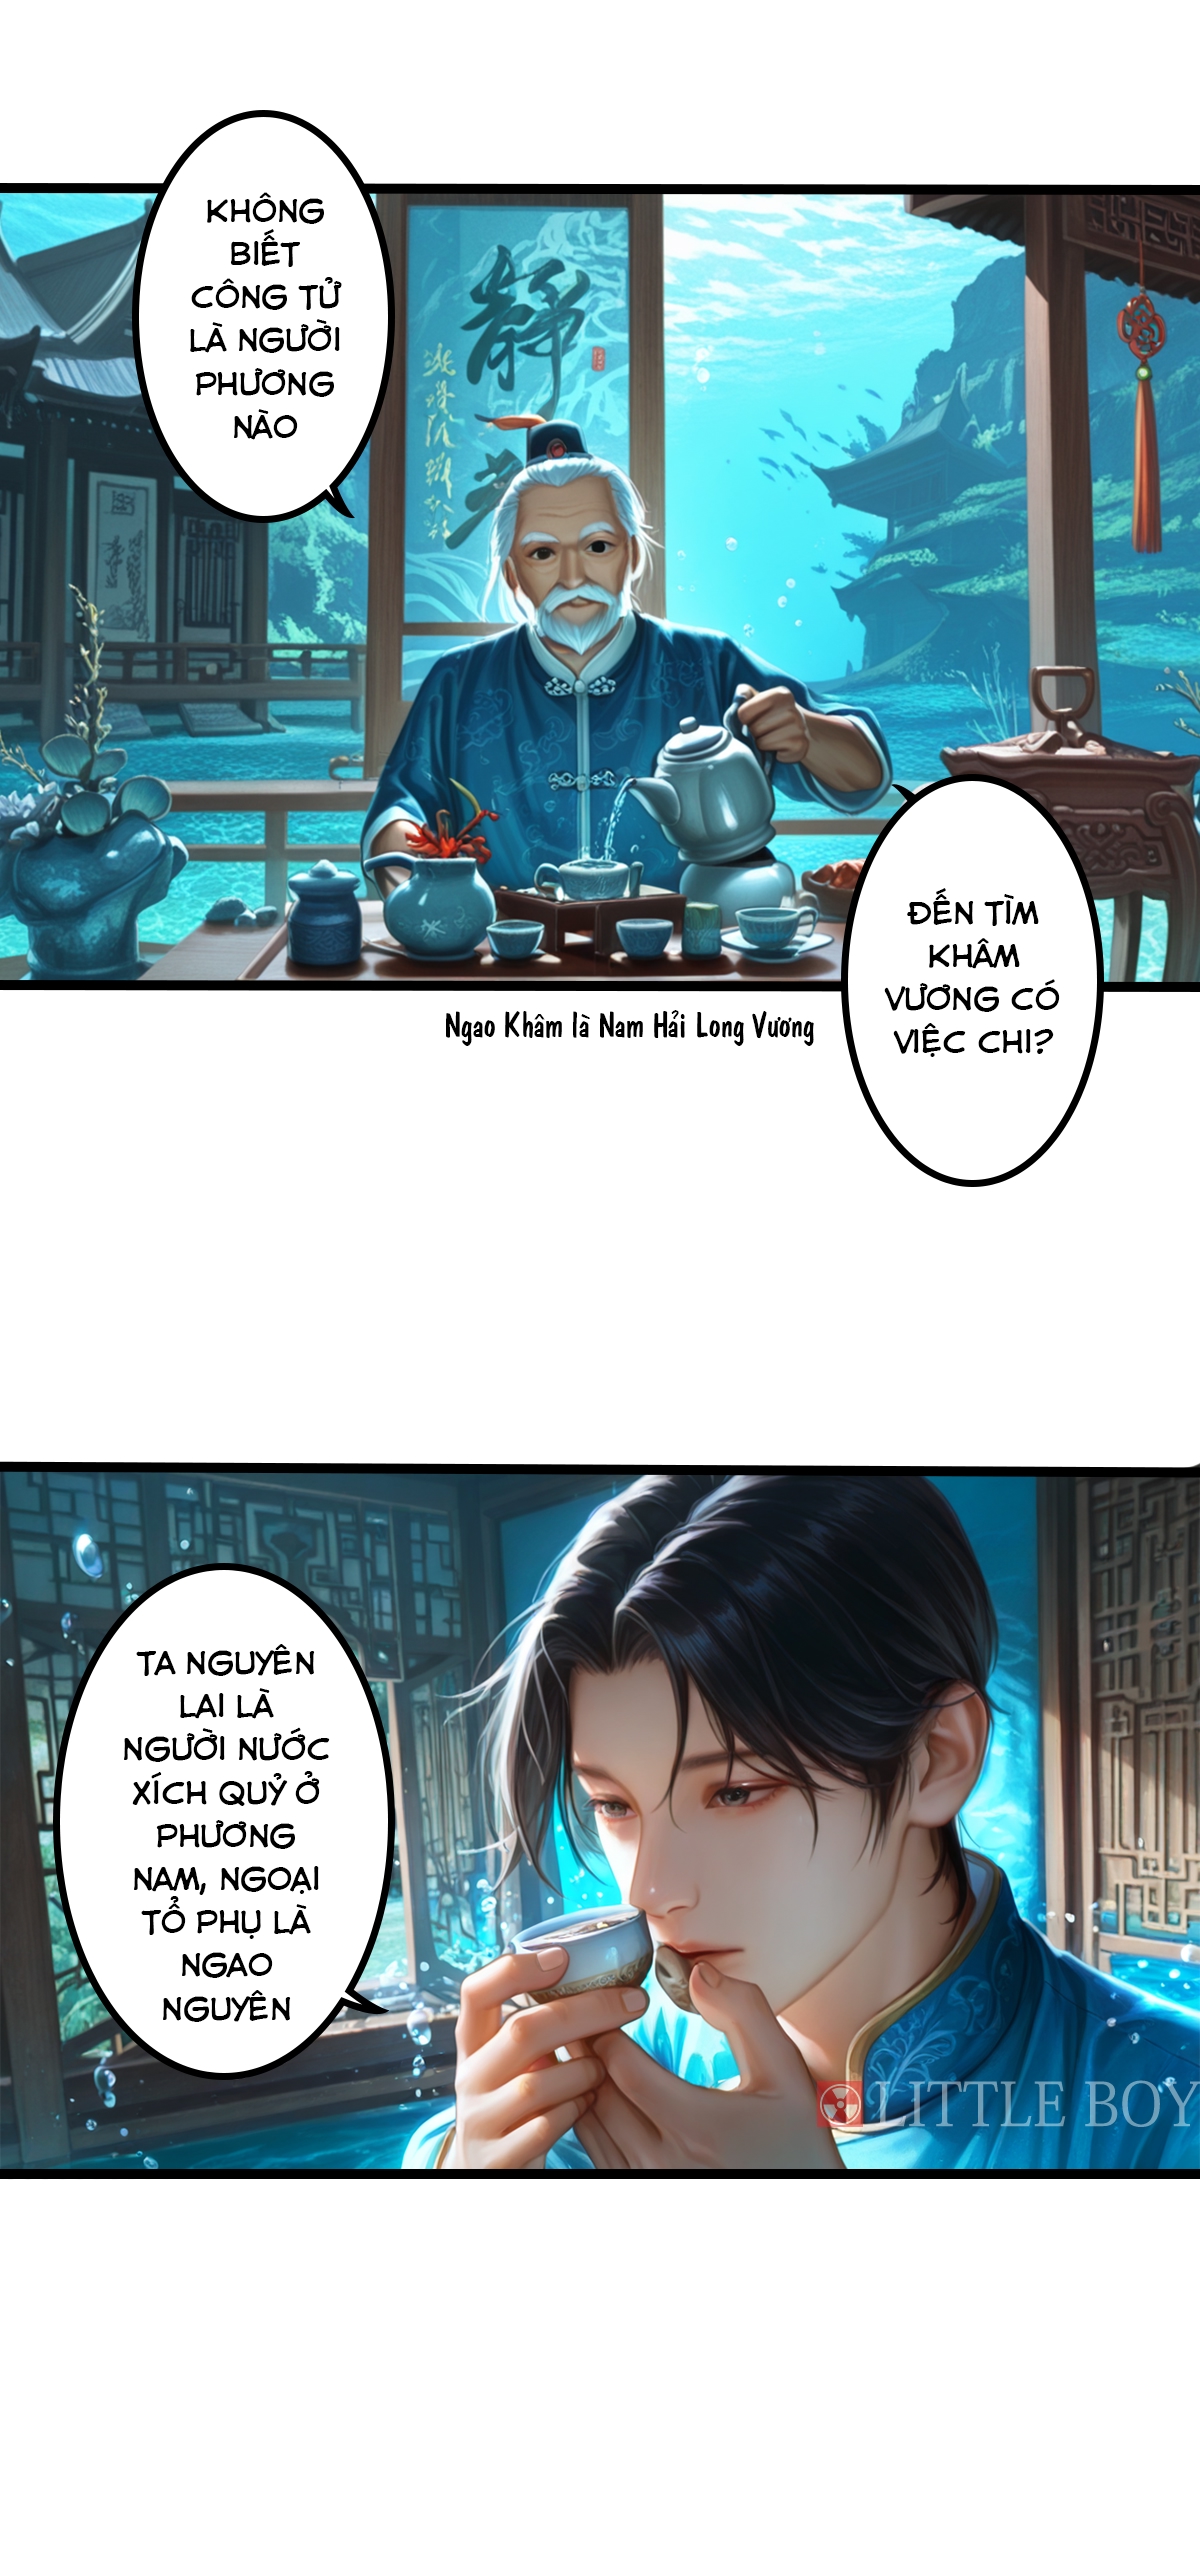 KHÔNG
BIẾT
CÔNG TỬ
LÀ NGƯỜI
PHƯƠNG
NÀO
静
ĐẾN TÌM
KHÂM
VƯƠNG CÓ
VIỆC CHI?
Ngao Khâm là Nam Hải Long Vương
TA NGUYÊN
LAI LÀ
NGƯỜI NƯỚC
XÍCH QUỶ Ở
PHƯƠNG
NAM, NGOẠI
TỔ PHỤ LÀ
NGAO
NGUYÊN
LITTLE BOY